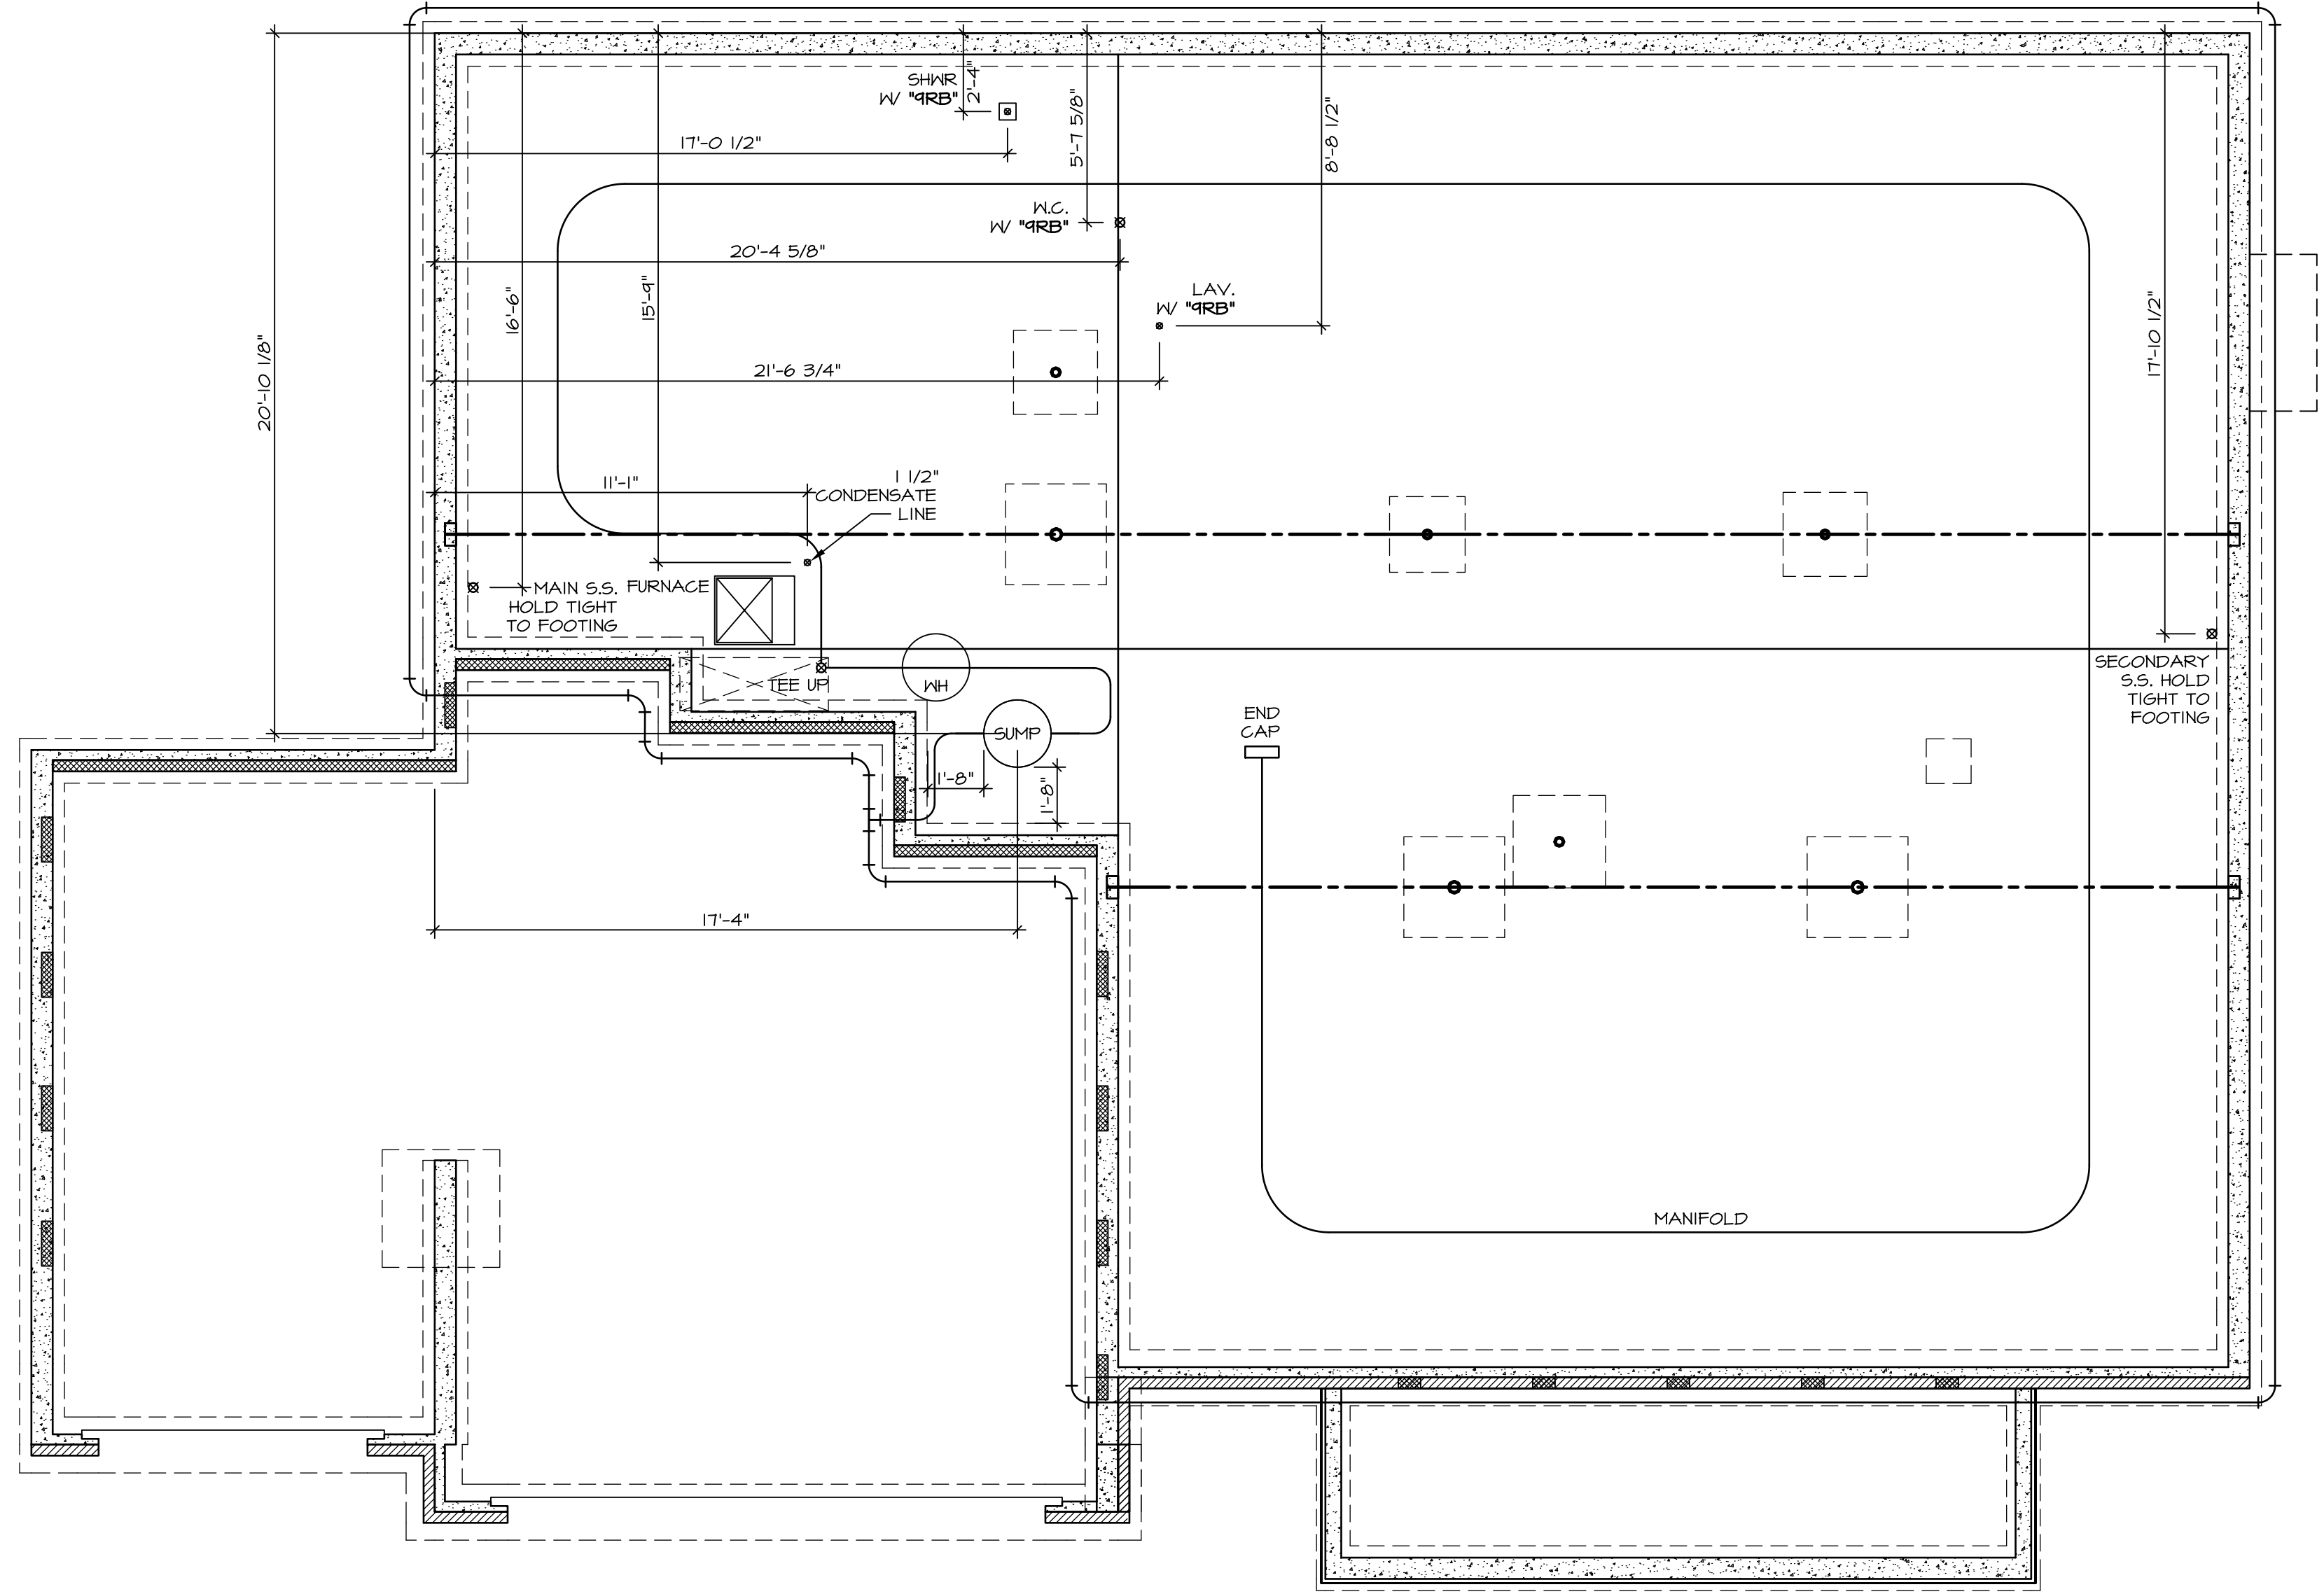 SHWR
W/ "9RB"
2'-4"
17'-0 1/2"
5'-7 5/8"
8'-8 1/2"
W.C.
W/ "9RB"
20'-4 5/8"
LAV.
W/ "9RB"
16'-6"
15'-9"
17'-10 1/2"
20'-10 1/8"
21'-6 3/4"
11'-1"
1 1/2"
CONDENSATE
LINE
MAIN S.S.
HOLD TIGHT
TO FOOTING
FURNACE
TEE UP
WH
SUMP
SECONDARY
S.S. HOLD
TIGHT TO
FOOTING
END
CAP
1'-8"
1'-8"
17'-4"
MANIFOLD